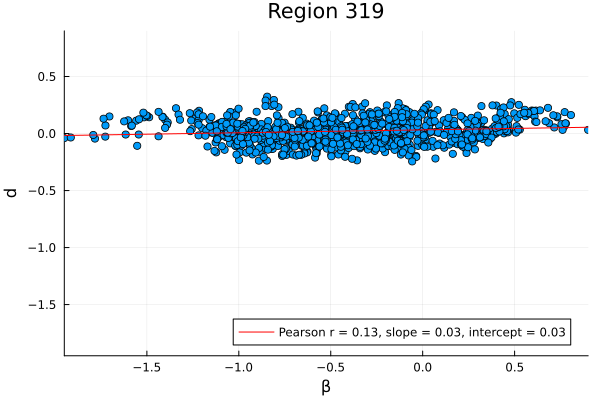 Region 319
0.5
0.0
−0.5
−1.0
−1.5
d
Pearson r = 0.13, slope = 0.03, intercept = 0.03
−1.5 −1.0 −0.5 0.0 0.5
β